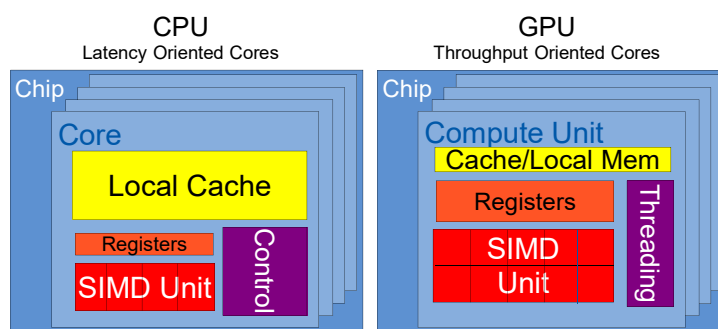 CPU
Latency Oriented Cores
Chip
Core
Local Cache
Registers
SIMD Unit
Control
GPU
Throughput Oriented Cores
Chip
Compute Unit
Cache/Local Mem
Registers
SIMD
Unit
Threading